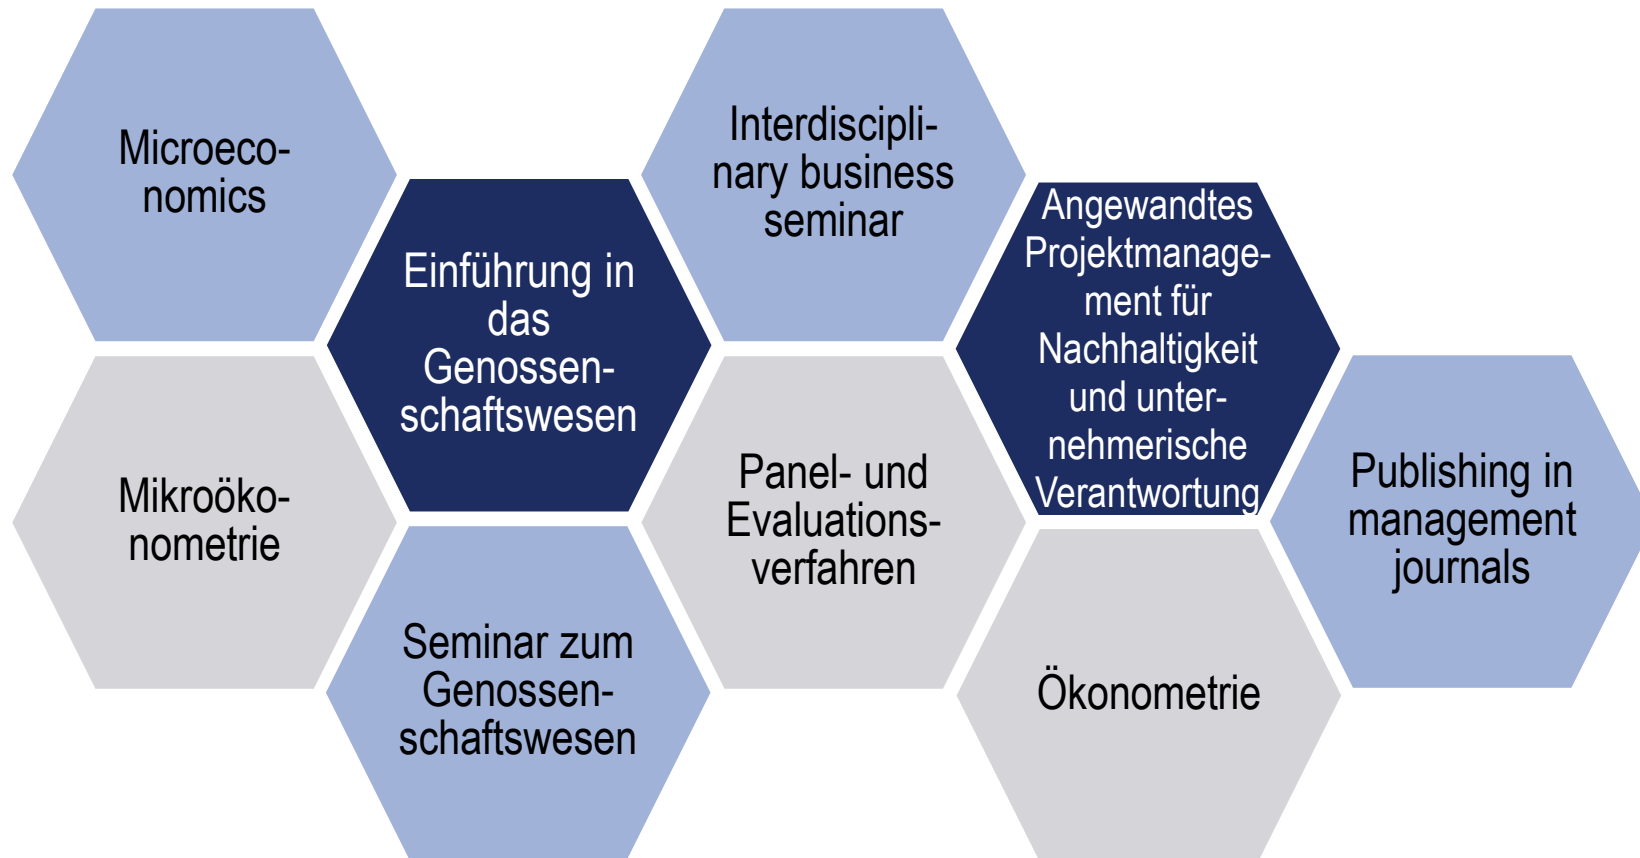 Microeco-
nomics
Einführung in
das
Genossen-
schaftswesen
Interdiscipli-
nary business
seminar
Angewandtes
Projektmanage-
ment für
Nachhaltigkeit
und unter-
nehmerische
Verantwortung
Mikroöko-
nometrie
Seminar zum
Genossen-
schaftswesen
Panel- und
Evaluations-
verfahren
Ökonometrie
Publishing in
management
journals